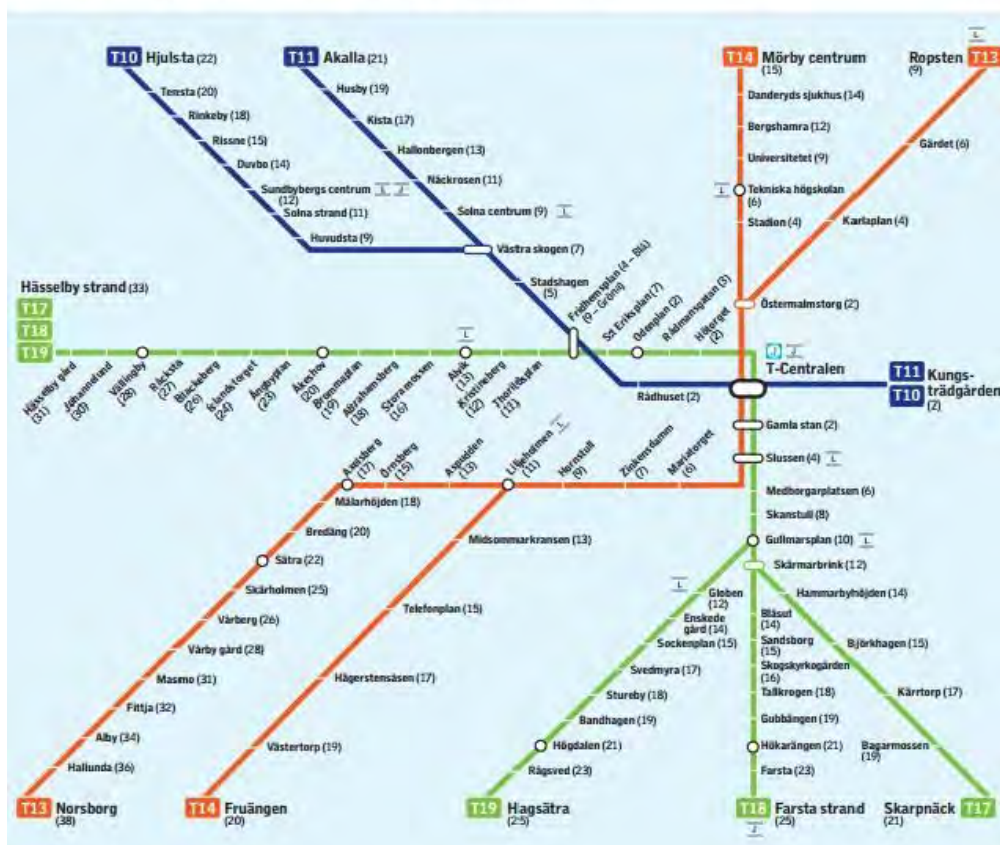 T10 Hjulsta (22)
T11 Akalla (21)
T14 Mörby centrum
(15)
Ropsten T13
(9)
L
Tensta (20)
Rinkeby (18)
Rissne (15)
Duvbo (14)
Sundbybergs centrum L J
(12)
Solna strand (11)
Huvudsta (9)
Husby (19)
Kista (17)
Hallonbergen (13)
Näckrosen (11)
Solna centrum (9) L
Västra skogen (7)
Stadshagen
(5)
Fridhemsplan (4 – Blå)
(9 – Grön)
Danderyds sjukhus (14)
Bergshamra (12)
Universitetet (9)
L Tekniska högskolan
(6)
Stadion (4)
Gärdet (6)
Karlaplan (4)
Östermalmstorg (2)
Hässelby strand (33)
T17
T18
T19
Hässelby gård
(31)
Johannelund
(30)
Vällingby
(28)
Råcksta
(27)
Blackeberg
(26)
Islandstorget
(24)
Ängbyplan
(23)
Åkeshov
(20)
Brommaplan
(19)
Abrahamsberg
(18)
Stora mossen
(16)
L
Alvik
(13)
Kristineberg
(12)
Thorildsplan
(11)
S:t Eriksplan (7)
Odenplan (2)
Rådmansgatan (3)
Hötorget
(2)
J J
T-Centralen
Rådhuset (2)
T11 Kungs-
T10 trädgården
(2)
Gamla stan (2)
Slussen (4) L
Medborgarplatsen (6)
Skanstull (8)
Gullmarsplan (10) L
Skärmarbrink (12)
Axelsberg
(17)
Örnsberg
(15)
Aspudden
(13)
Liljeholmen L
(11)
Hornstull
(9)
Zinkensdamm
(7)
Mariatorget
(6)
Mälarhöjden (18)
Bredäng (20)
Sätra (22)
Skärholmen (25)
Vårberg (26)
Vårby gård (28)
Masmo (31)
Fittja (32)
Alby (34)
Hallunda (36)
T13 Norsborg
(38)
Midsommarkransen (13)
Telefonplan (15)
Hägerstensåsen (17)
Västertorp (19)
T14 Fruängen
(20)
L
Globen
(12)
Enskede
gård (14)
Sockenplan (15)
Svedmyra (17)
Stureby (18)
Bandhagen (19)
Högdalen (21)
Rågsved (23)
T19 Hagsätra
(25)
Blåsut
(14)
Sandsborg
(15)
Skogskyrkogården
(16)
Tallkrogen (18)
Gubbängen (19)
Hökarängen (21)
Farsta (23)
T18 Farsta strand
(25)
J
Hammarbyhöjden (14)
Björkhagen (15)
Kärrtorp (17)
Bagarmossen
(19)
Skarpnäck T17
(21)